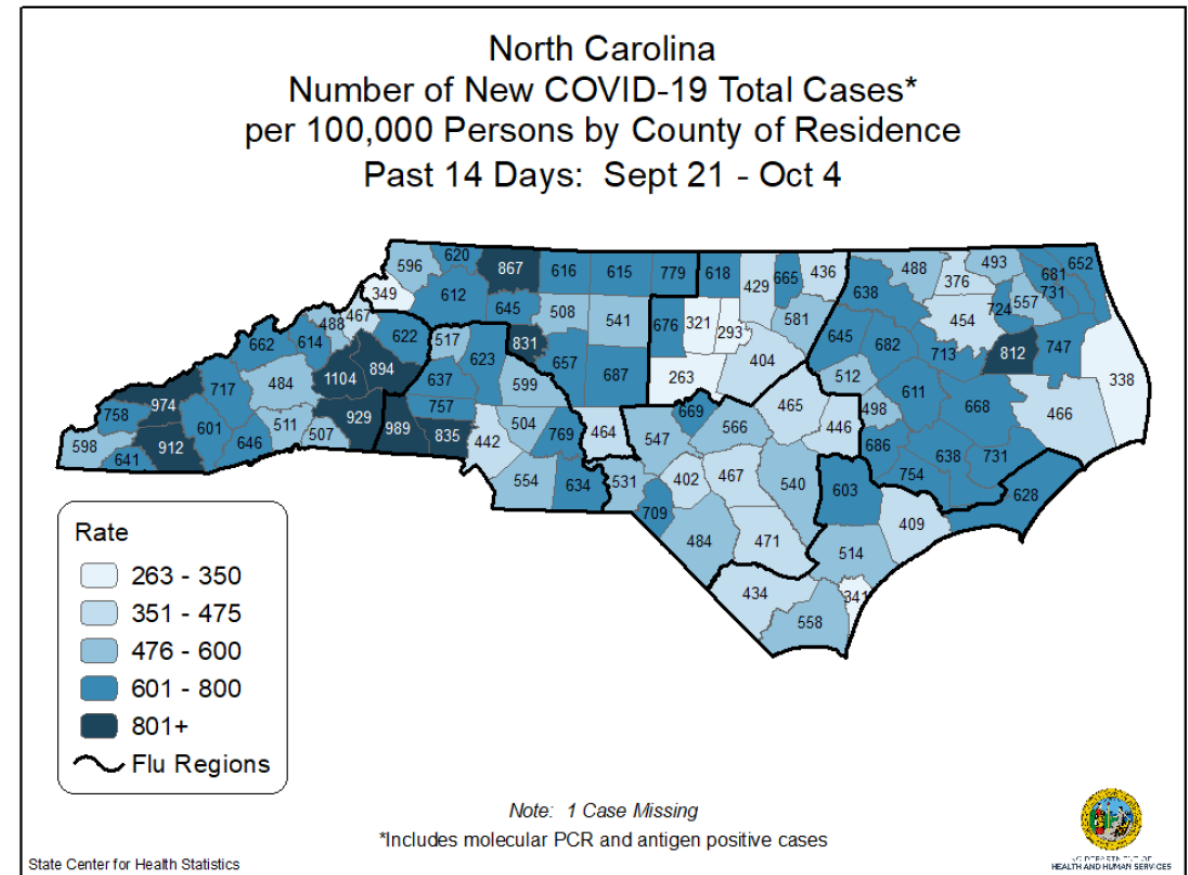 North Carolina
Number of New COVID-19 Total Cases*
per 100,000 Persons by County of Residence
Past 14 Days:  Sept 21 - Oct 4
596 620 867 616 615 779 618 429 665 436 488 376 493 681 652
349 612 645 508 541 676 321 293 581 638 454 724 557 731
662 614 488 467 622 517 623 831 657 687 263 404 645 682 713 812 747 338
758 974 717 484 1104 894 637 599 512 611 668 466
598 641 912 601 646 511 507 929 989 757 835 442 504 769 464 547 669 566 465 446 498 686 638 731 754
554 634 531 402 467 540 603 409 628
709 484 471 514
434 558 341
Rate
263 - 350
351 - 475
476 - 600
601 - 800
801+
Flu Regions
Note:  1 Case Missing
*Includes molecular PCR and antigen positive cases
State Center for Health Statistics
NC DEPARTMENT OF
HEALTH AND HUMAN SERVICES